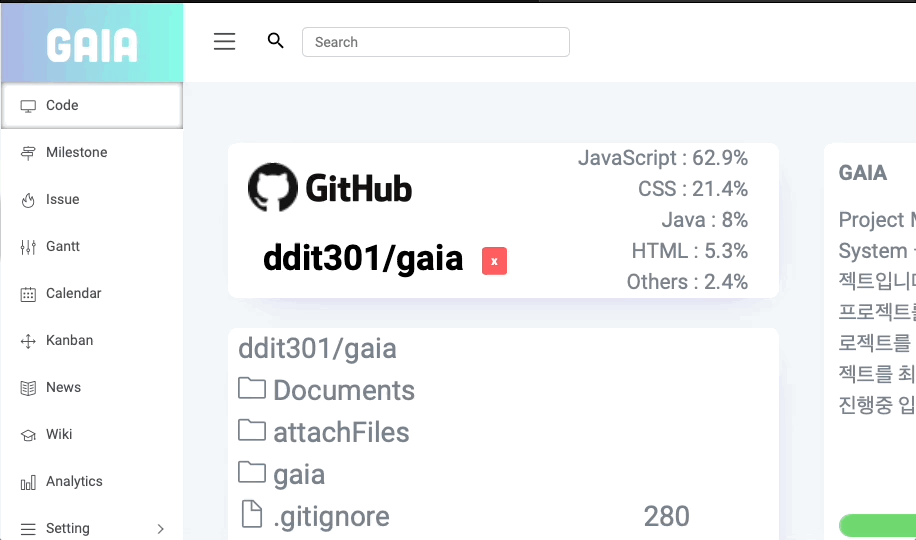 GAIA
Search
Code
Milestone
Issue
Gantt
Calendar
Kanban
News
Wiki
Analytics
Setting
GitHub
ddit301/gaia
x
JavaScript : 62.9%
CSS : 21.4%
Java : 8%
HTML : 5.3%
Others : 2.4%
ddit301/gaia
Documents
attachFiles
gaia
.gitignore 280
GAIA
Project
System
젝트입니다
프로젝트를
로젝트를
젝트를 최
진행중 입